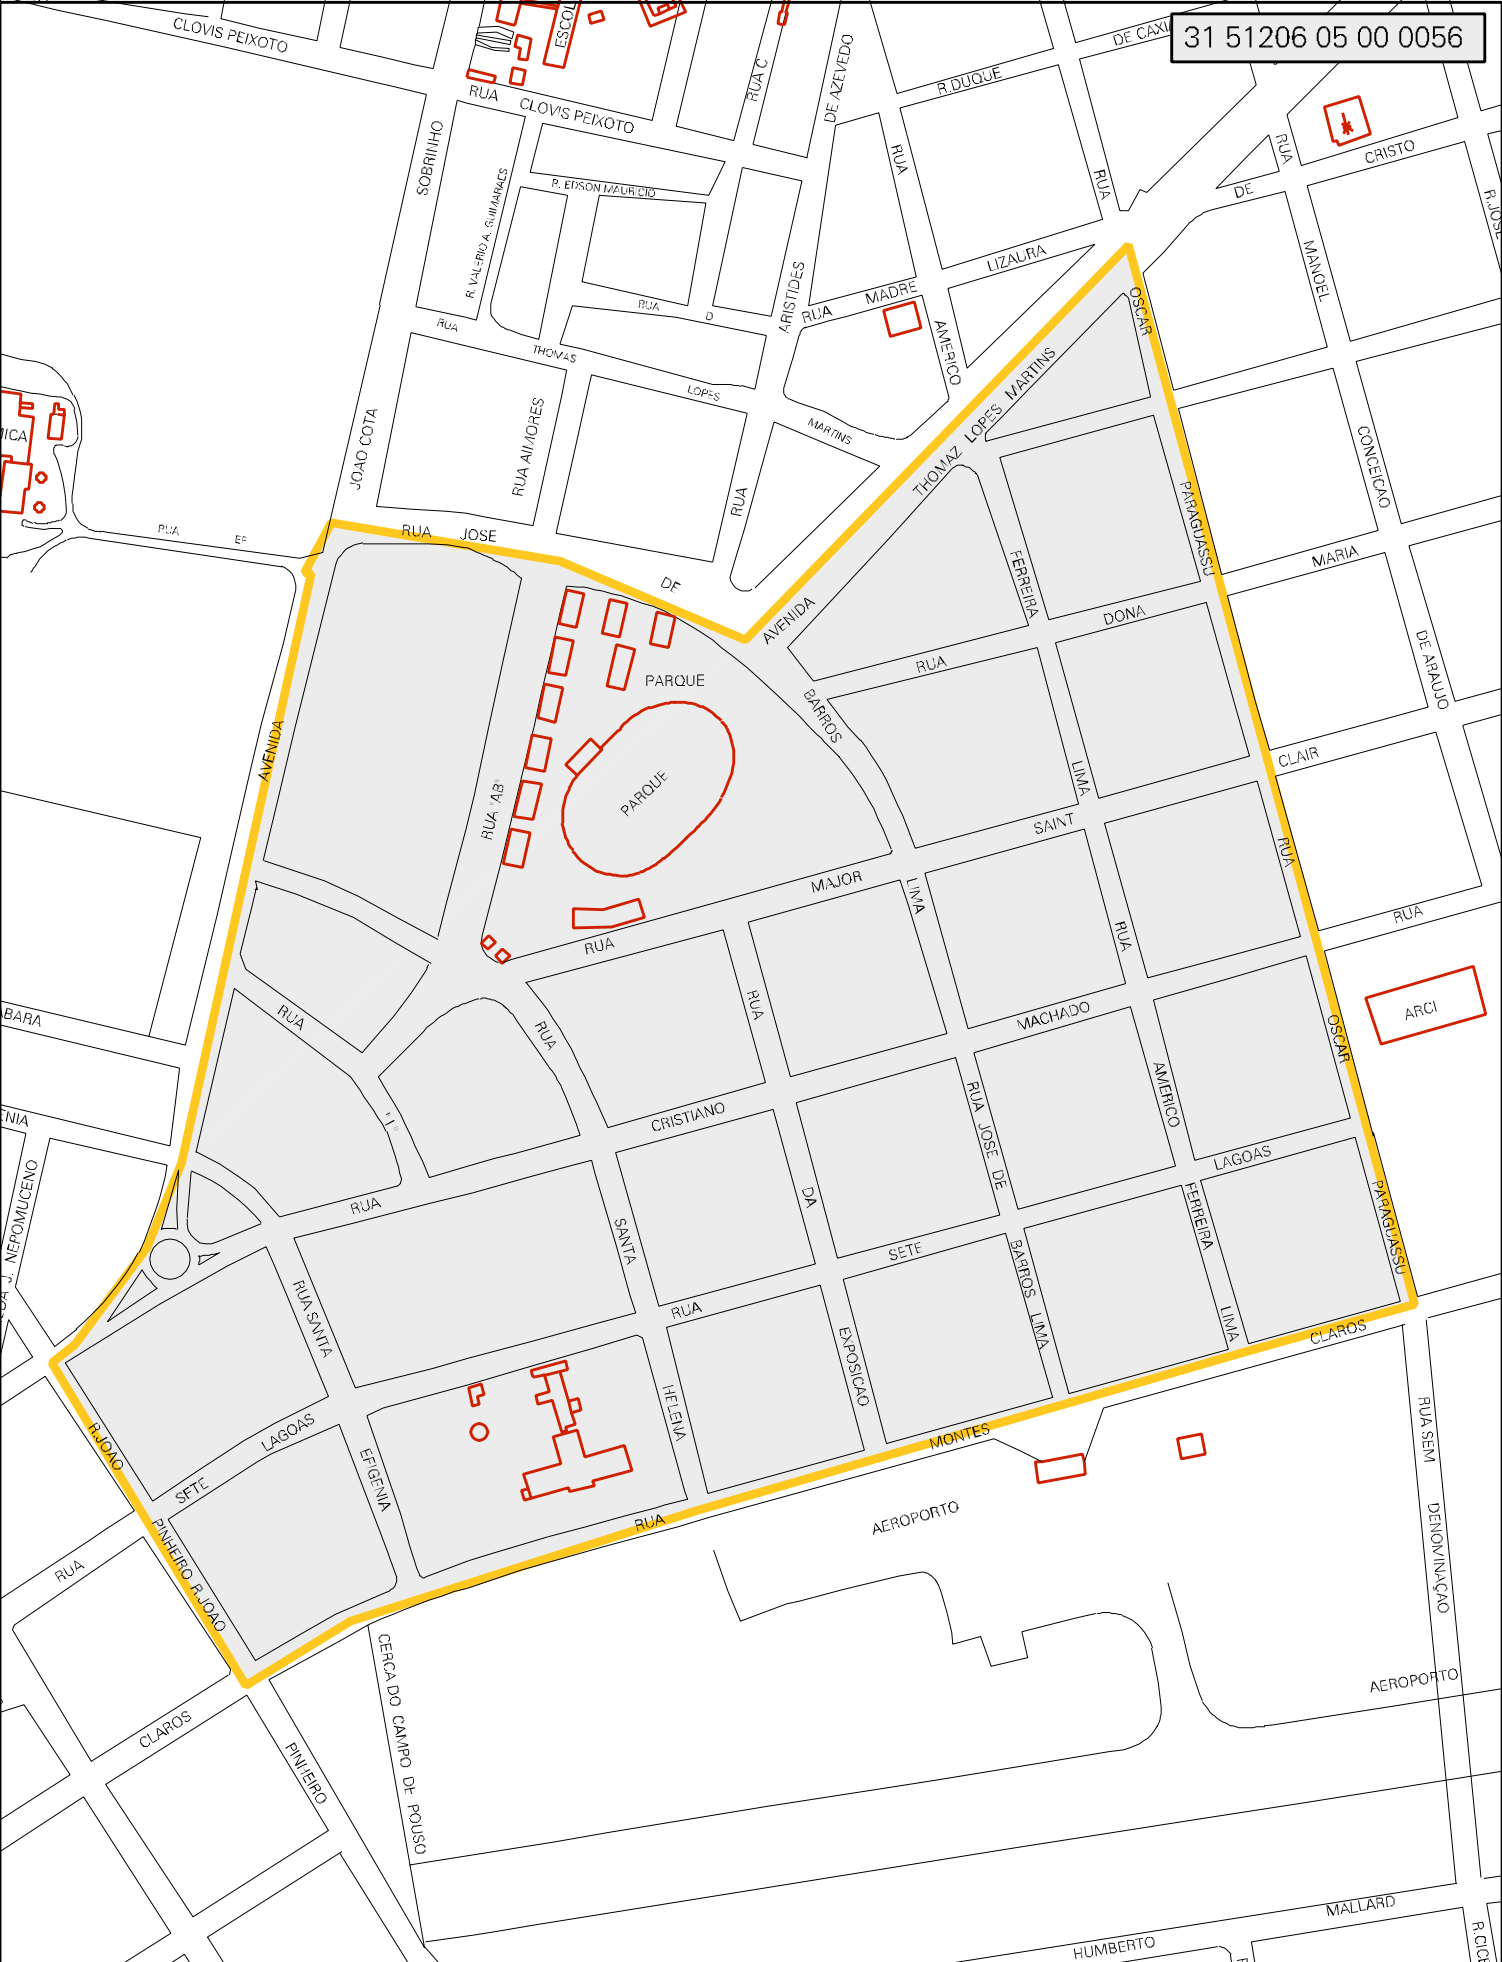 CLOVIS PEIXOTO
ESCOL
DE CAXI
31 51206 05 00 0056
RUA CLOVIS PEIXOTO
RUA C
DE AZEVEDO
R.DUQUE
SOBRINHO
R. VALERIO A. GUIMARAES
R. EDSON MAURICIO
RUA
RUA
RUA
CRISTO
DE
R.JOSE
MANOEL
LIZAURA
MADRE
RUA
ARISTIDES
AMERICO
OSCAR
RUA D
RUA
THOMAS
LOPES
MARTINS
JOAO COTA
RUA AIMORES
RUA
THOMAZ LOPES MARTINS
CONCEICAO
MICA
RUA EF
RUA JOSE
DE
AVENIDA
FERREIRA
PARAGUASSU
MARIA
DONA
RUA
DE ARAUJO
PARQUE
BARROS
AVENIDA
RUA "AB"
PARQUE
LIMA
CLAIR
SAINT
RUA
MAJOR
LIMA
RUA
RUA
RUA
ARCI
ABARA
RUA
RUA
RUA
MACHADO
OSCAR
ENIA
"I"
CRISTIANO
RUA JOSE DE
AMERICO
LAGOAS
J. NEPOMUCENO
RUA
SANTA
DA
SETE
BARROS LIMA
FERREIRA
PARAGUASSU
RUA SANTA
RUA
EXPOSICAO
LIMA
CLAROS
R.JOAO
LAGOAS
SETE
EFIGENIA
HELENA
MONTES
RUA
AEROPORTO
RUA SEM
DENOMINAÇAO
RUA
PINHEIRO R.JOAO
CERCA DO CAMPO DE POUSO
AEROPORTO
CLAROS
PINHEIRO
MALLARD
HUMBERTO
R.CICE